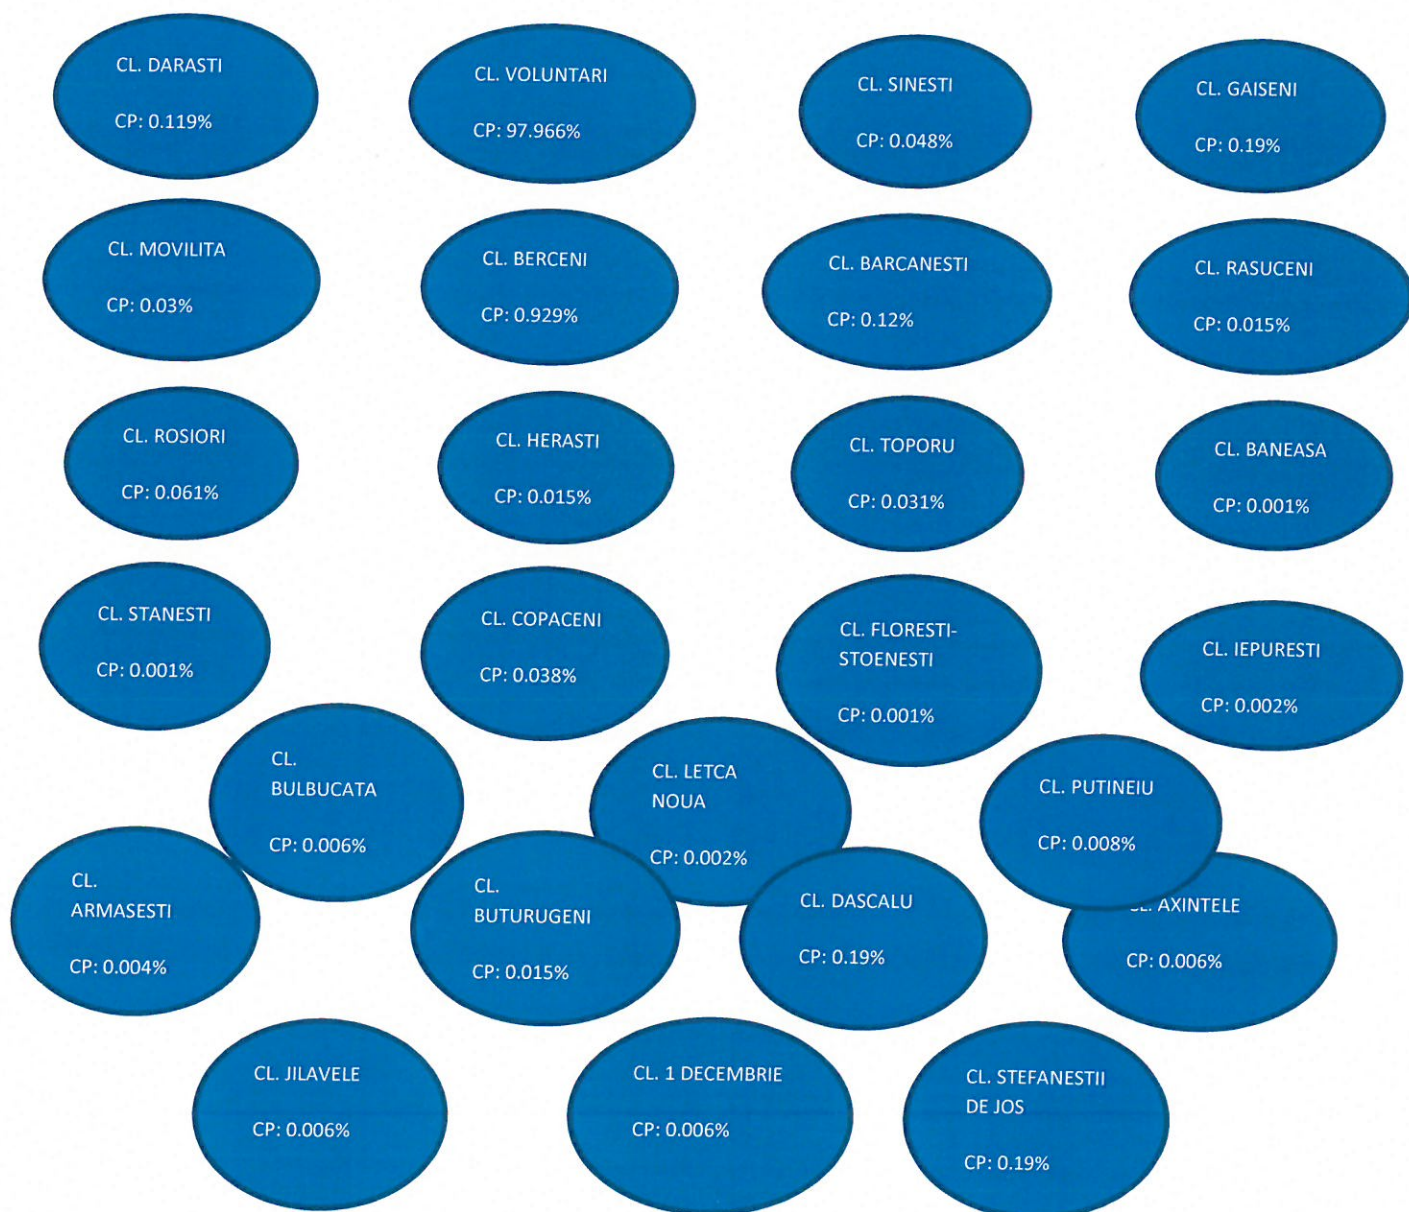 CL. DARASTI
CP: 0.119%
CL. VOLUNTARI
CP: 97.966%
CL. SINESTI
CP: 0.048%
CL. GAISENI
CP: 0.19%
CL. MOVILITA
CP: 0.03%
CL. BERCENI
CP: 0.929%
CL. BARCANESTI
CP: 0.12%
CL. RASUCENI
CP: 0.015%
CL. ROSIORI
CP: 0.061%
CL. HERASTI
CP: 0.015%
CL. TOPORU
CP: 0.031%
CL. BANEASA
CP: 0.001%
CL. STANESTI
CP: 0.001%
CL. COPACENI
CP: 0.038%
CL. FLORESTI-
STOENESTI
CP: 0.001%
CL. IEPURESTI
CP: 0.002%
CL.
BULBUCATA
CP: 0.006%
CL. LETCA
NOUA
CP: 0.002%
CL. PUTINEIU
CP: 0.008%
CL.
ARMASESTI
CP: 0.004%
CL.
BUTURUGENI
CP: 0.015%
CL. DASCALU
CP: 0.19%
CL. AXINTELE
CP: 0.006%
CL. JILAVELE
CP: 0.006%
CL. 1 DECEMBRIE
CP: 0.006%
CL. STEFANESTII
DE JOS
CP: 0.19%